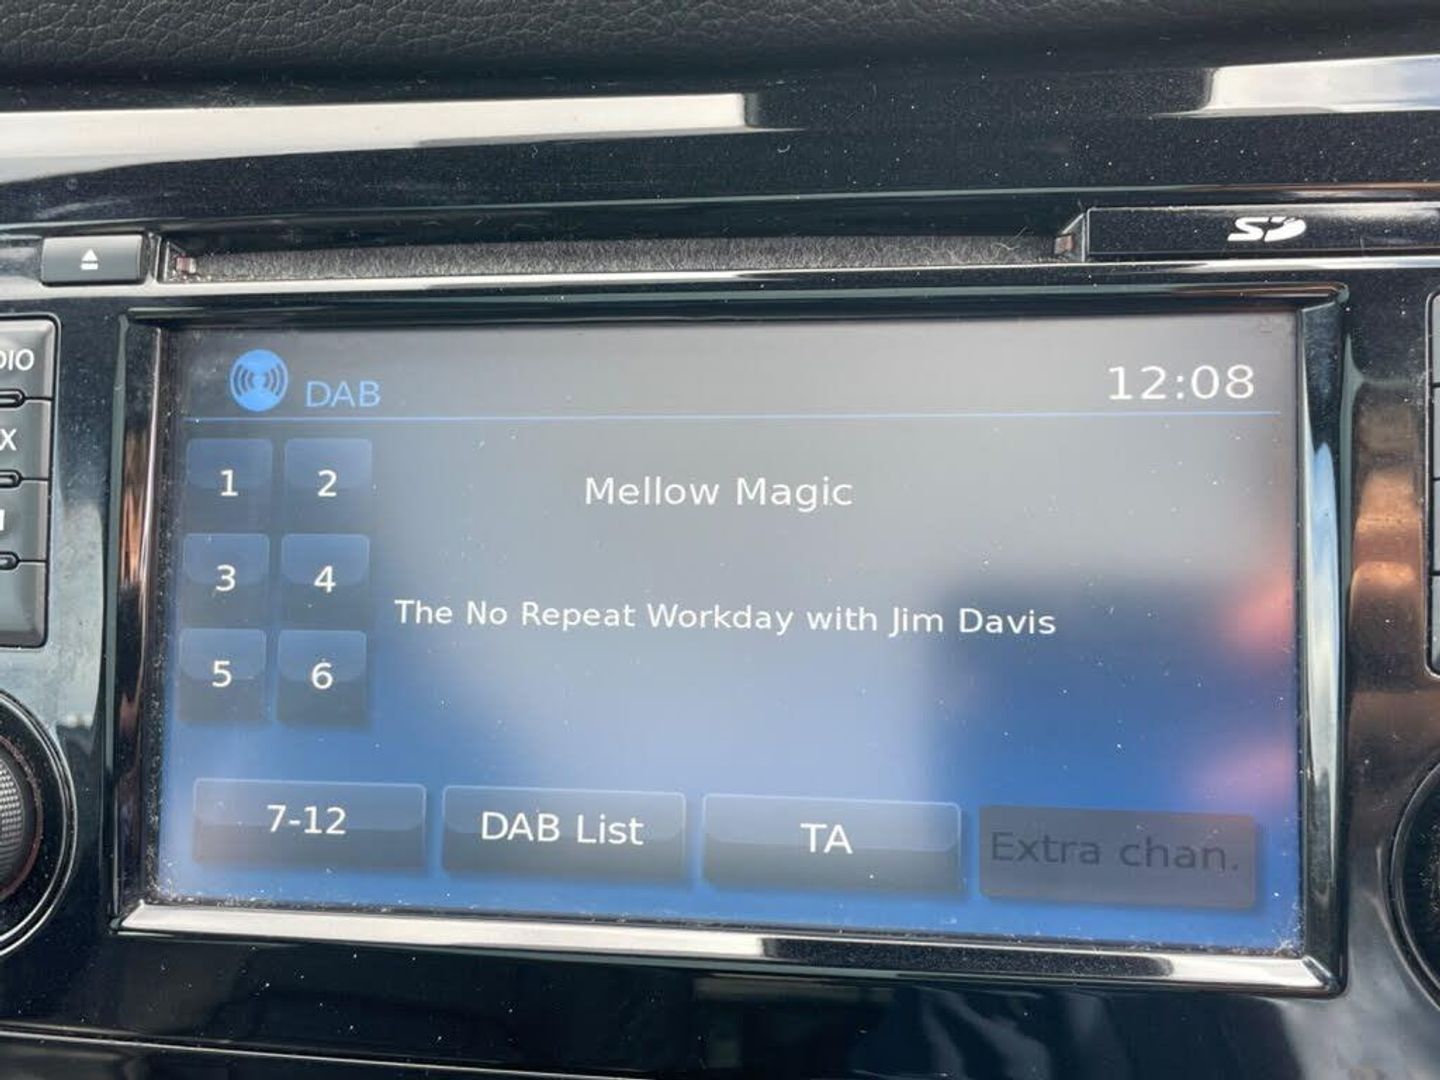 SD
DIO
X
DAB
12:08
1 2
Mellow Magic
3 4
The No Repeat Workday with Jim Davis
5 6
7-12 DAB List TA Extra chan.